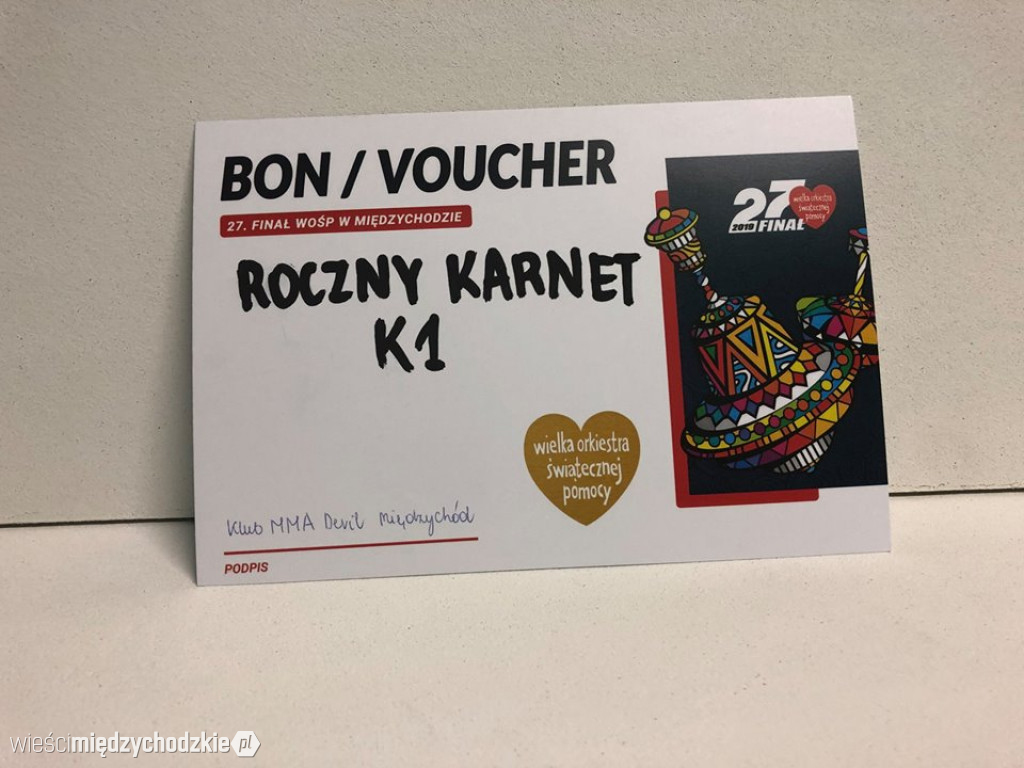 BON / VOUCHER
27. FINAŁ WOŚP W MIĘDZYCHODZIE
27
2019 FINAŁ
wielka orkiestra
świątecznej
pomocy
ROCZNY KARNET
K1
wielka orkiestra
świątecznej
pomocy
Klub MMA Devil Międzychód
PODPIS
wieścimiędzychodzkie.pl